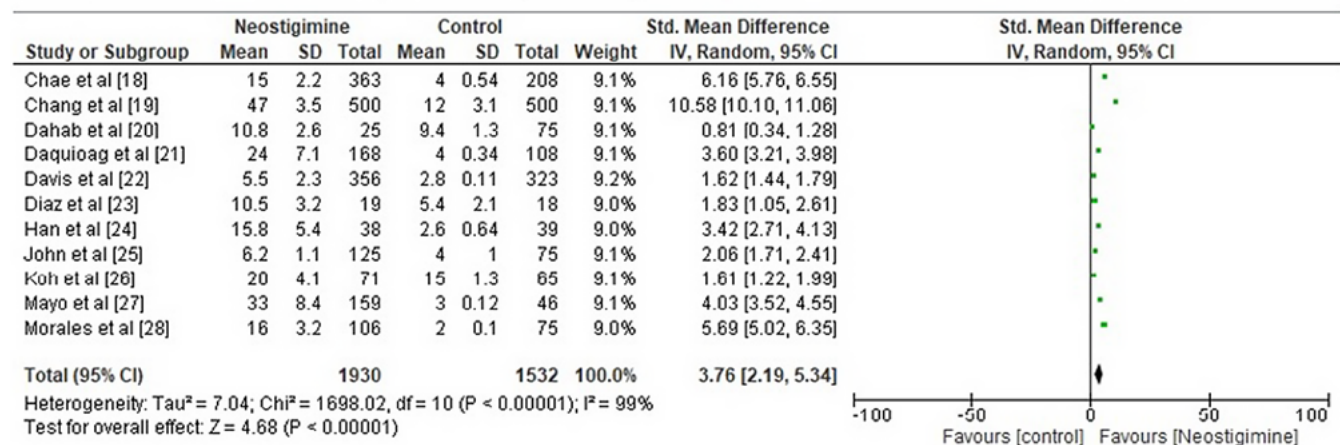 Neostigimine Control Std. Mean Difference Std. Mean Difference
Study or Subgroup Mean SD Total Mean SD Total Weight IV, Random, 95% CI IV, Random, 95% CI
Chae et al [18] 15 2.2 363 4 0.54 208 9.1% 6.16 [5.76, 6.55]
Chang et al [19] 47 3.5 500 12 3.1 500 9.1% 10.58 [10.10, 11.06]
Dahab et al [20] 10.8 2.6 25 9.4 1.3 75 9.1% 0.81 [0.34, 1.28]
Daquioag et al [21] 24 7.1 168 4 0.34 108 9.1% 3.60 [3.21, 3.98]
Davis et al [22] 5.5 2.3 356 2.8 0.11 323 9.2% 1.62 [1.44, 1.79]
Diaz et al [23] 10.5 3.2 19 5.4 2.1 18 9.0% 1.83 [1.05, 2.61]
Han et al [24] 15.8 5.4 38 2.6 0.64 39 9.0% 3.42 [2.71, 4.13]
John et al [25] 6.2 1.1 125 4 1 75 9.1% 2.06 [1.71, 2.41]
Koh et al [26] 20 4.1 71 15 1.3 65 9.1% 1.61 [1.22, 1.99]
Mayo et al [27] 33 8.4 159 3 0.12 46 9.1% 4.03 [3.52, 4.55]
Morales et al [28] 16 3.2 106 2 0.1 75 9.0% 5.69 [5.02, 6.35]
Total (95% CI) 1930 1532 100.0% 3.76 [2.19, 5.34]
Heterogeneity: Tau² = 7.04; Chi² = 1698.02, df = 10 (P < 0.00001); I² = 99%
Test for overall effect: Z = 4.68 (P < 0.00001)
-100 -50 0 50 100
Favours [control] Favours [Neostigimine]